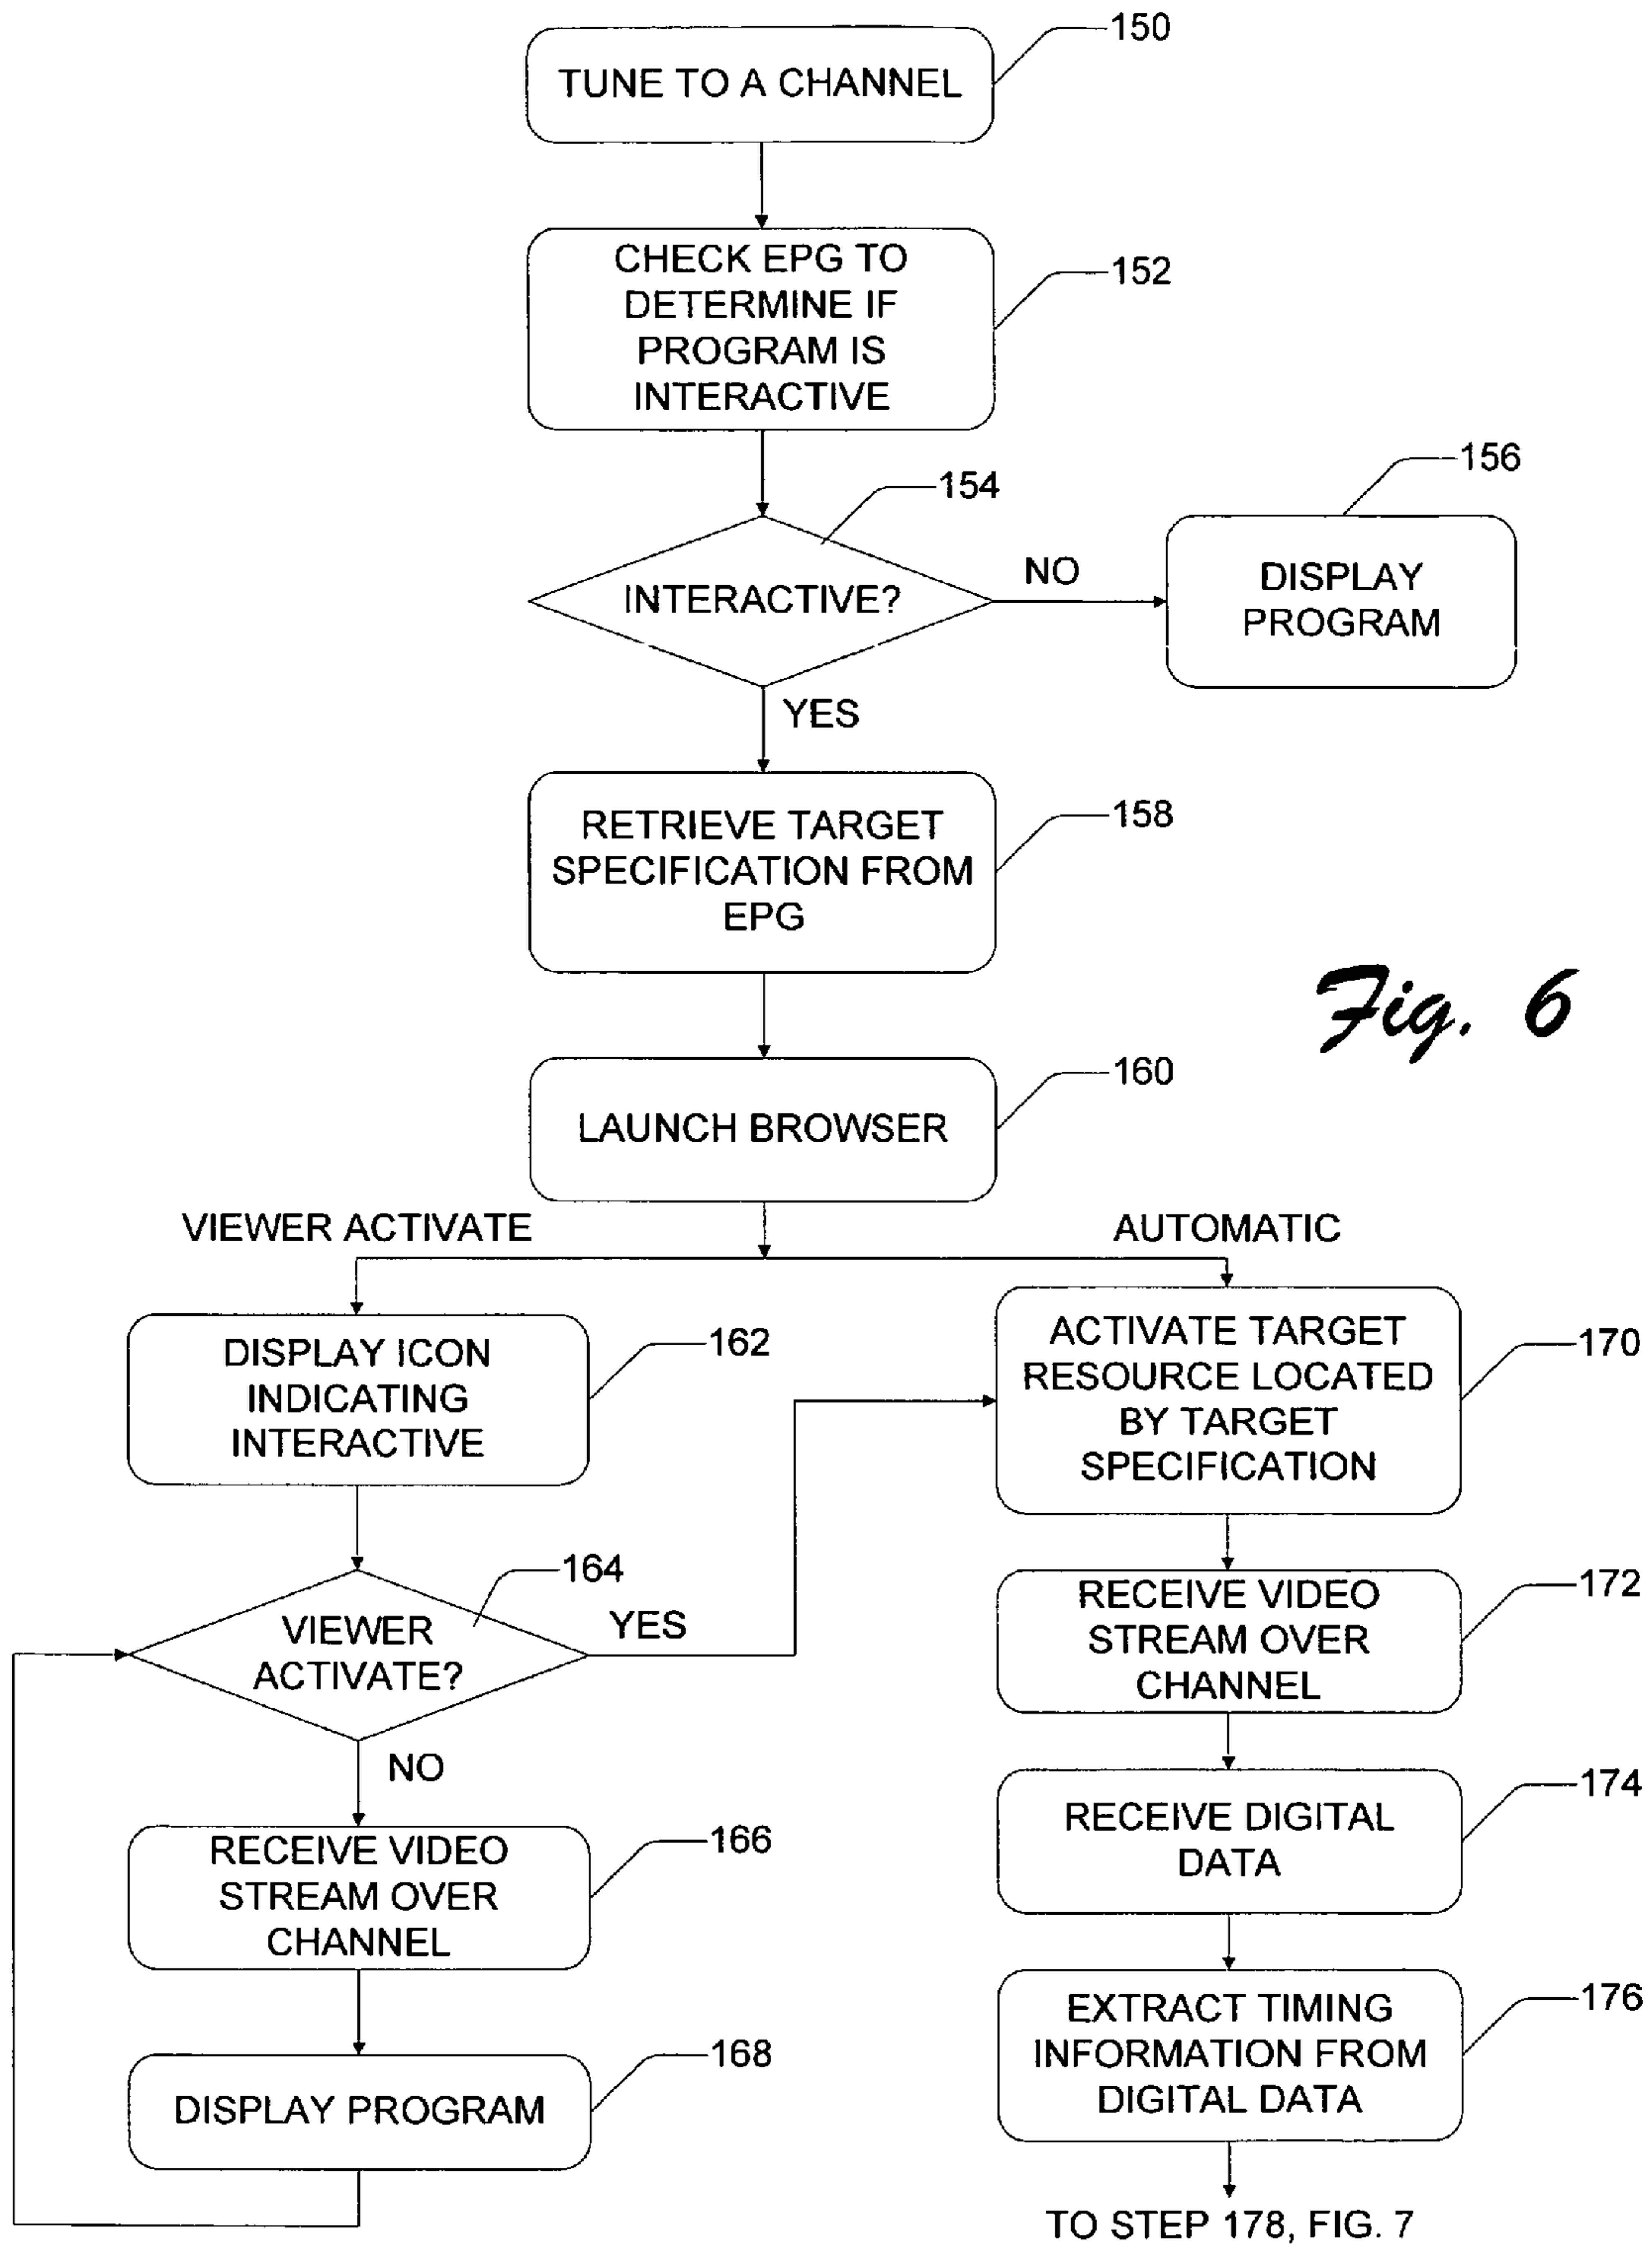 150
TUNE TO A CHANNEL
CHECK EPG TO
DETERMINE IF
PROGRAM IS
INTERACTIVE
152
154
156
INTERACTIVE?
NO
DISPLAY
PROGRAM
YES
RETRIEVE TARGET
SPECIFICATION FROM
EPG
158
Fig. 6
LAUNCH BROWSER
160
VIEWER ACTIVATE
AUTOMATIC
DISPLAY ICON
INDICATING
INTERACTIVE
162
ACTIVATE TARGET
RESOURCE LOCATED
BY TARGET
SPECIFICATION
170
VIEWER
ACTIVATE?
164
YES
NO
RECEIVE VIDEO
STREAM OVER
CHANNEL
172
RECEIVE VIDEO
STREAM OVER
CHANNEL
166
RECEIVE DIGITAL
DATA
174
DISPLAY PROGRAM
168
EXTRACT TIMING
INFORMATION FROM
DIGITAL DATA
176
TO STEP 178, FIG. 7